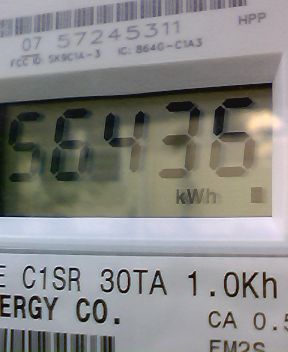 HPP
07 57245311
FCC ID: SK9C1A-3 IC: 864G-C1A3
56436
kWh
E C1SR 30TA 1.0Kh
ERGY CO.
CA 0.5
EM2S